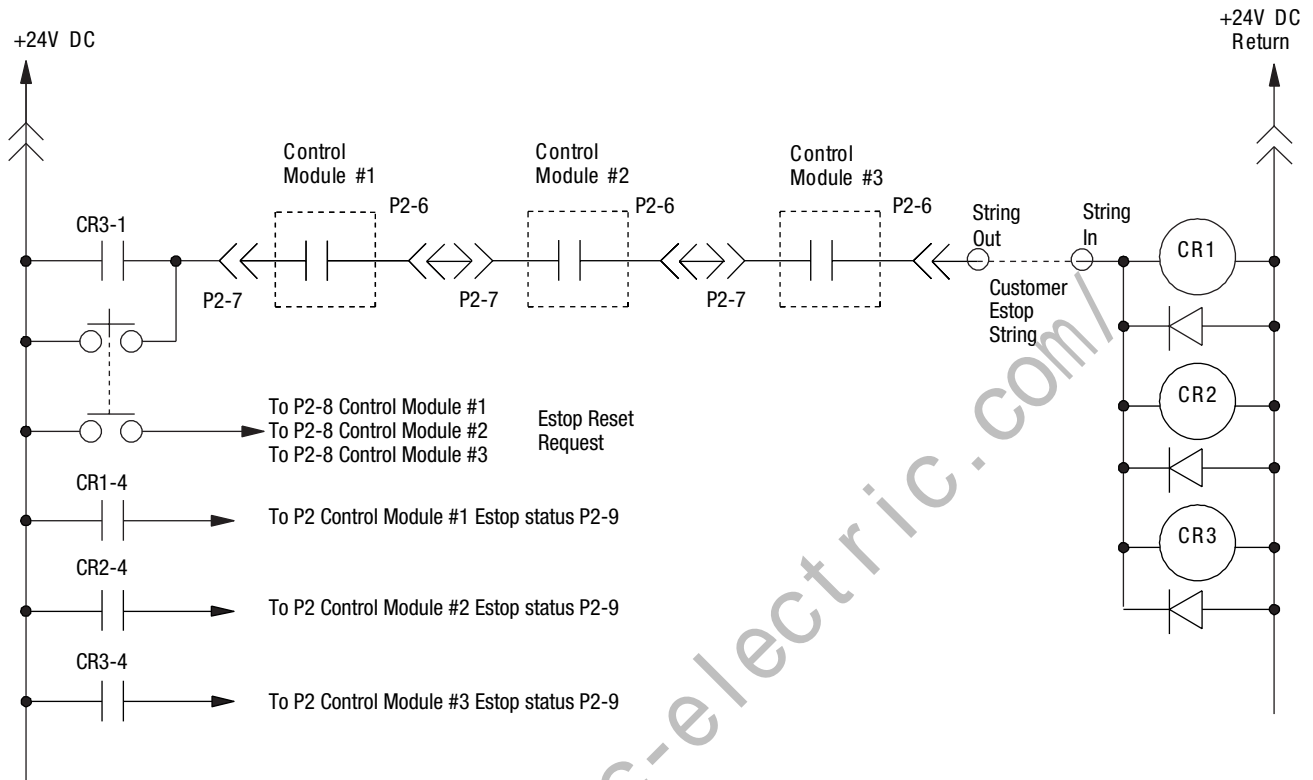 +24V DC
+24V DC
Return
Control
Module #1
Control
Module #2
Control
Module #3
P2-6
P2-6
P2-6
CR3-1
String
Out
String
In
CR1
P2-7
P2-7
P2-7
Customer
Estop
String
CR2
To P2-8 Control Module #1
To P2-8 Control Module #2
To P2-8 Control Module #3
Estop Reset
Request
CR1-4
To P2 Control Module #1 Estop status P2-9
CR3
CR2-4
To P2 Control Module #2 Estop status P2-9
CR3-4
To P2 Control Module #3 Estop status P2-9
c-electric.com/